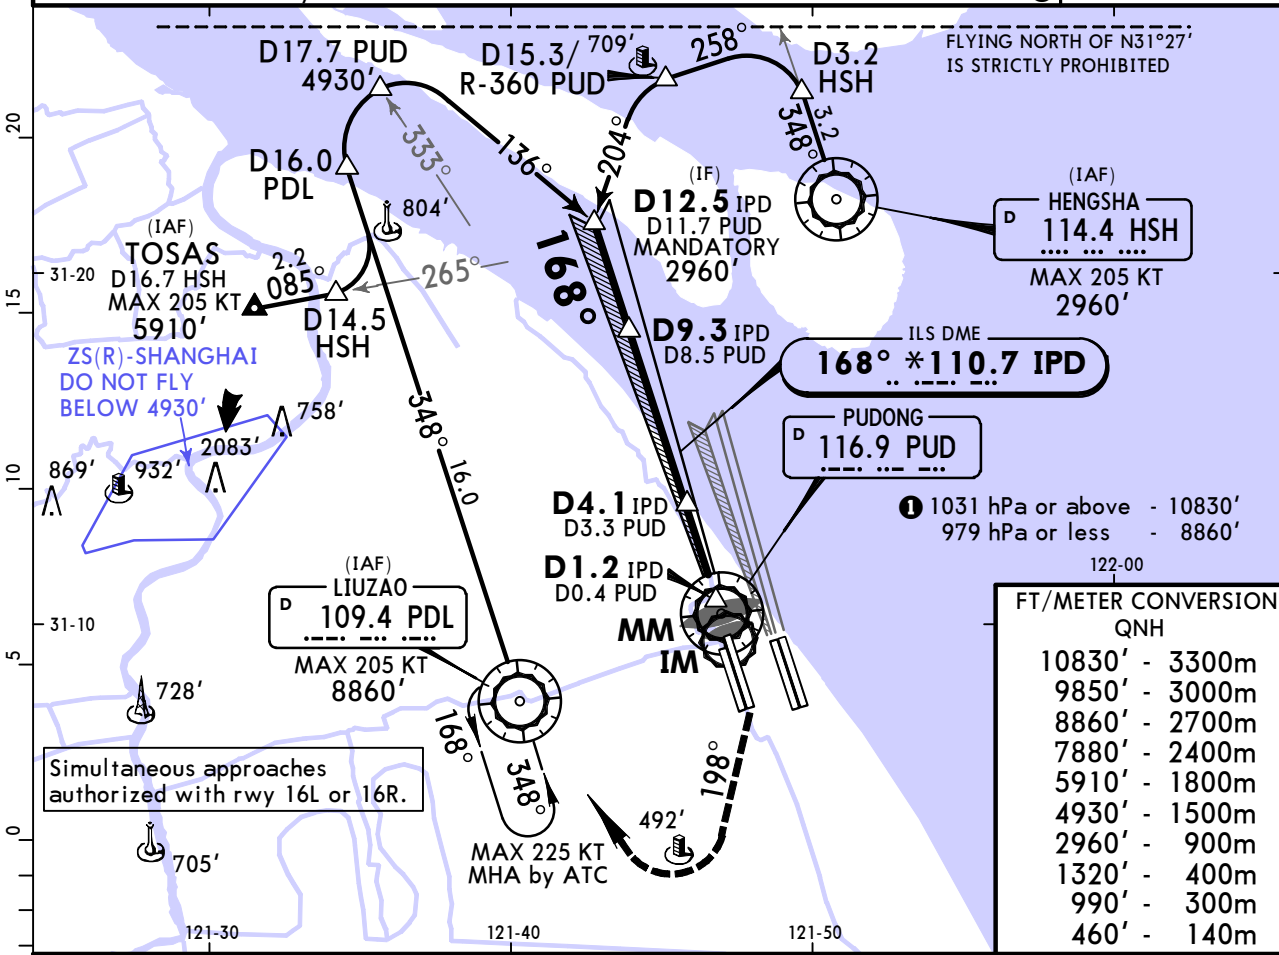 D17.7 PUD
4930'
D15.3/
R-360 PUD
709'
258°
D3.2
HSH
FLYING NORTH OF N31°27'
IS STRICTLY PROHIBITED
20
333°
136°
204°
348°
3.2
D16.0
PDL
804'
(IF)
D12.5 IPD
D11.7 PUD
MANDATORY
2960'
(IAF)
HENGSHA
D 114.4 HSH
MAX 205 KT
2960'
(IAF)
TOSAS
D16.7 HSH
MAX 205 KT
5910'
2.2
085°
265°
168°
31-20
15
D14.5
HSH
D9.3 IPD
D8.5 PUD
ILS DME
168° *110.7 IPD
ZS(R)-SHANGHAI
DO NOT FLY
BELOW 4930'
758'
2083'
932'
869'
348°
16.0
PUDONG
D 116.9 PUD
10
D4.1 IPD
D3.3 PUD
1 1031 hPa or above - 10830'
979 hPa or less - 8860'
(IAF)
LIUZAO
D 109.4 PDL
MAX 205 KT
8860'
D1.2 IPD
D0.4 PUD
MM
IM
31-10
5
122-00
FT/METER CONVERSION
QNH
10830' - 3300m
9850' - 3000m
8860' - 2700m
7880' - 2400m
5910' - 1800m
4930' - 1500m
2960' - 900m
1320' - 400m
990' - 300m
460' - 140m
728'
168°
348°
198°
Simultaneous approaches
authorized with rwy 16L or 16R.
492'
0
705'
MAX 225 KT
MHA by ATC
121-30
121-40
121-50